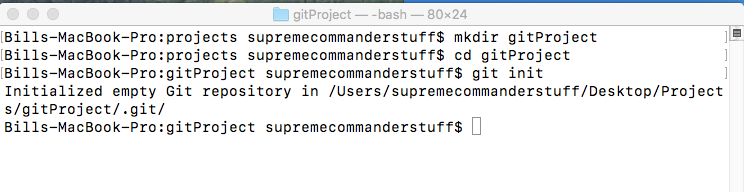 gitProject — -bash — 80×24
[Bills-MacBook-Pro:projects supremecommanderstuff$ mkdir gitProject ]
[Bills-MacBook-Pro:projects supremecommanderstuff$ cd gitProject ]
[Bills-MacBook-Pro:gitProject supremecommanderstuff$ git init ]
Initialized empty Git repository in /Users/supremecommanderstuff/Desktop/Project
s/gitProject/.git/
Bills-MacBook-Pro:gitProject supremecommanderstuff$